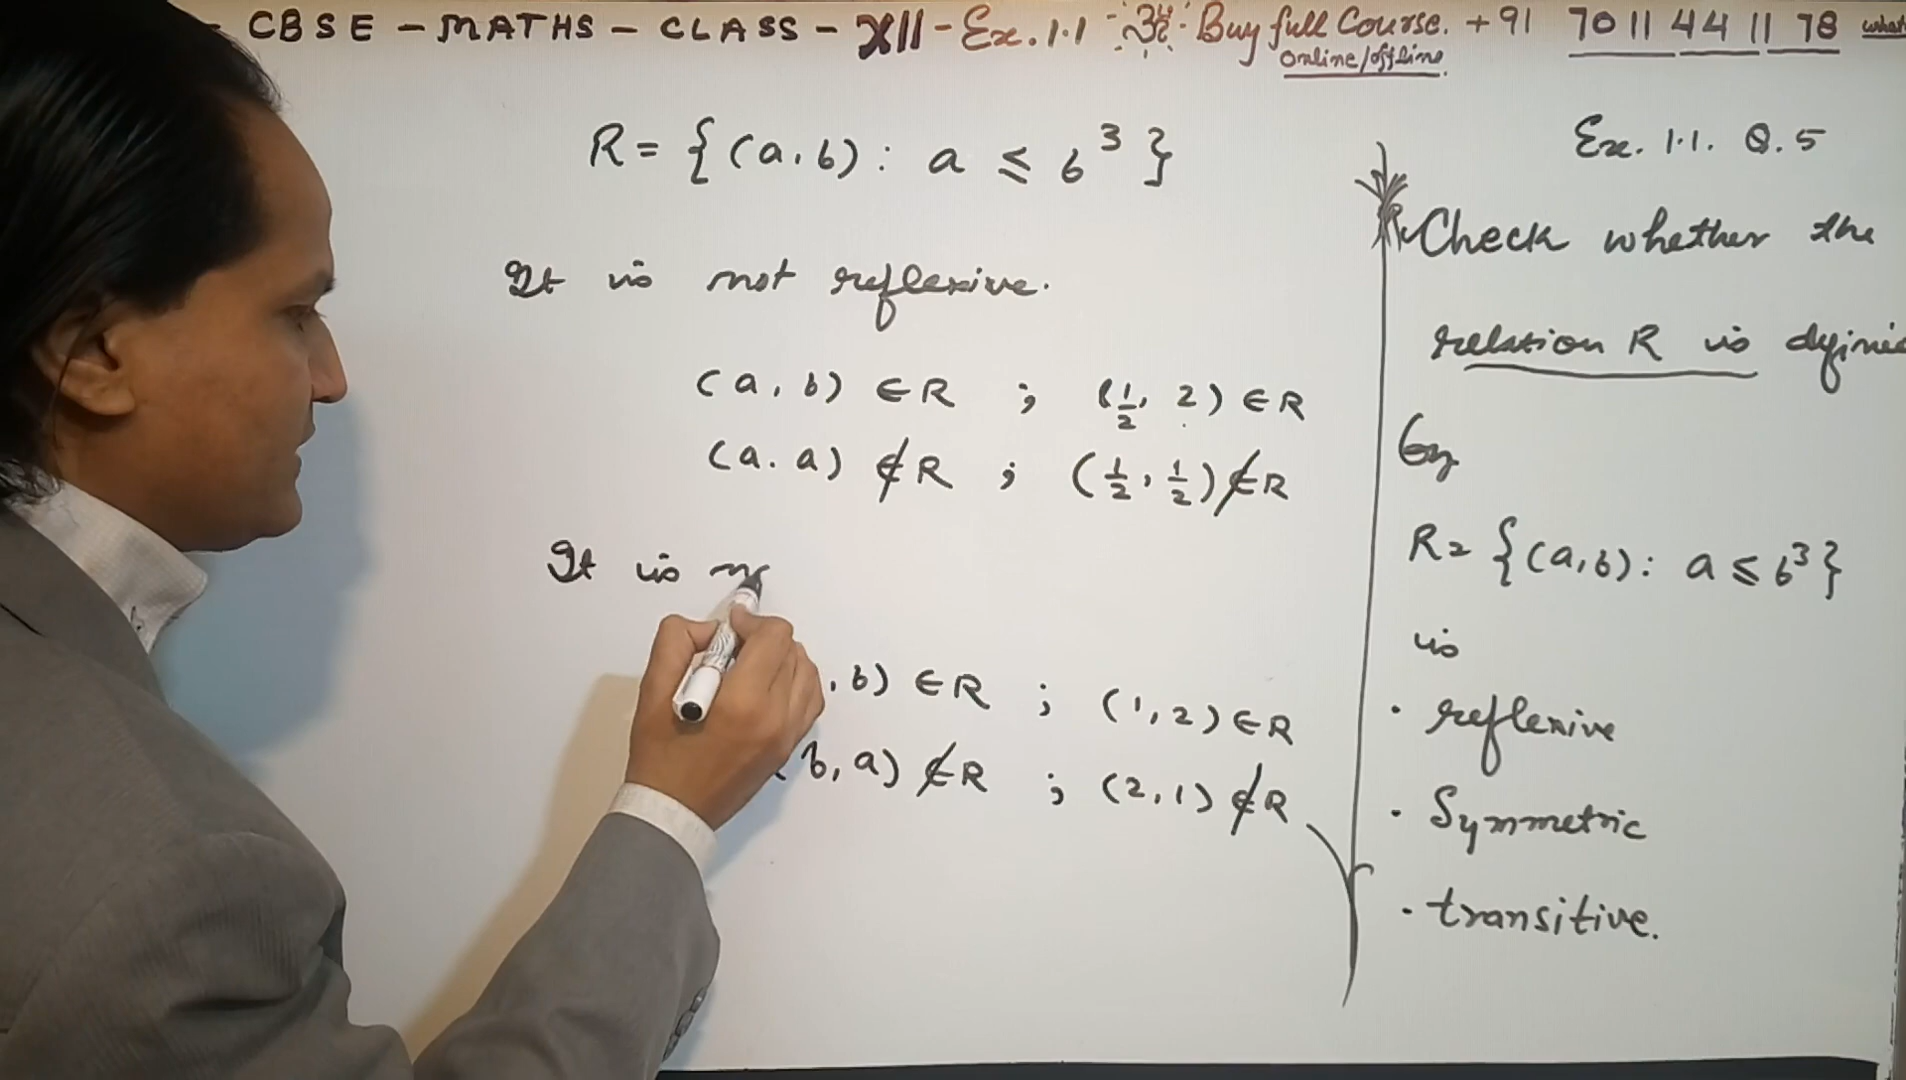 - CBSE - MATHS - CLASS - XII - Ex. 1.1 - ॐ - Buy full Course. +91 70 11 44 11 78
Online/offline.
R = {(a, b) : a ≤ b³}
It is not reflexive.
(a, b) ∈ R ; (1/2, 2) ∈ R
(a. a) ∉ R ; (1/2, 1/2) ∉ R
It is no
, b) ∈ R ; (1, 2) ∈ R
(b, a) ∉ R ; (2, 1) ∉ R
Ex. 1.1. Q. 5
Check whether the
relation R is define
by
R = {(a, b) : a ≤ b³}
is
· reflexive
· Symmetric
· transitive.